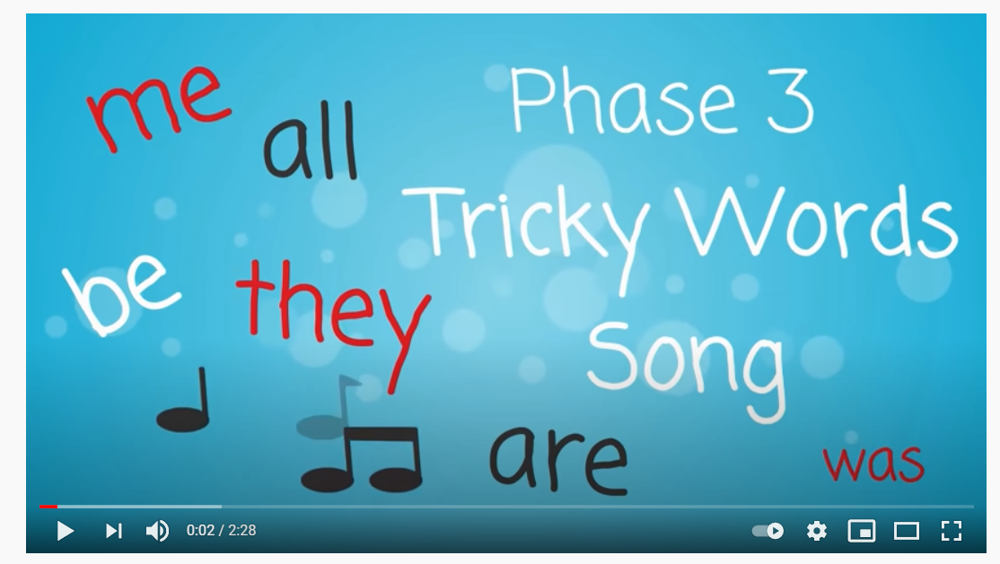 me
all
Phase 3
Tricky Words
be
they
Song
are
was
0:02 / 2:28